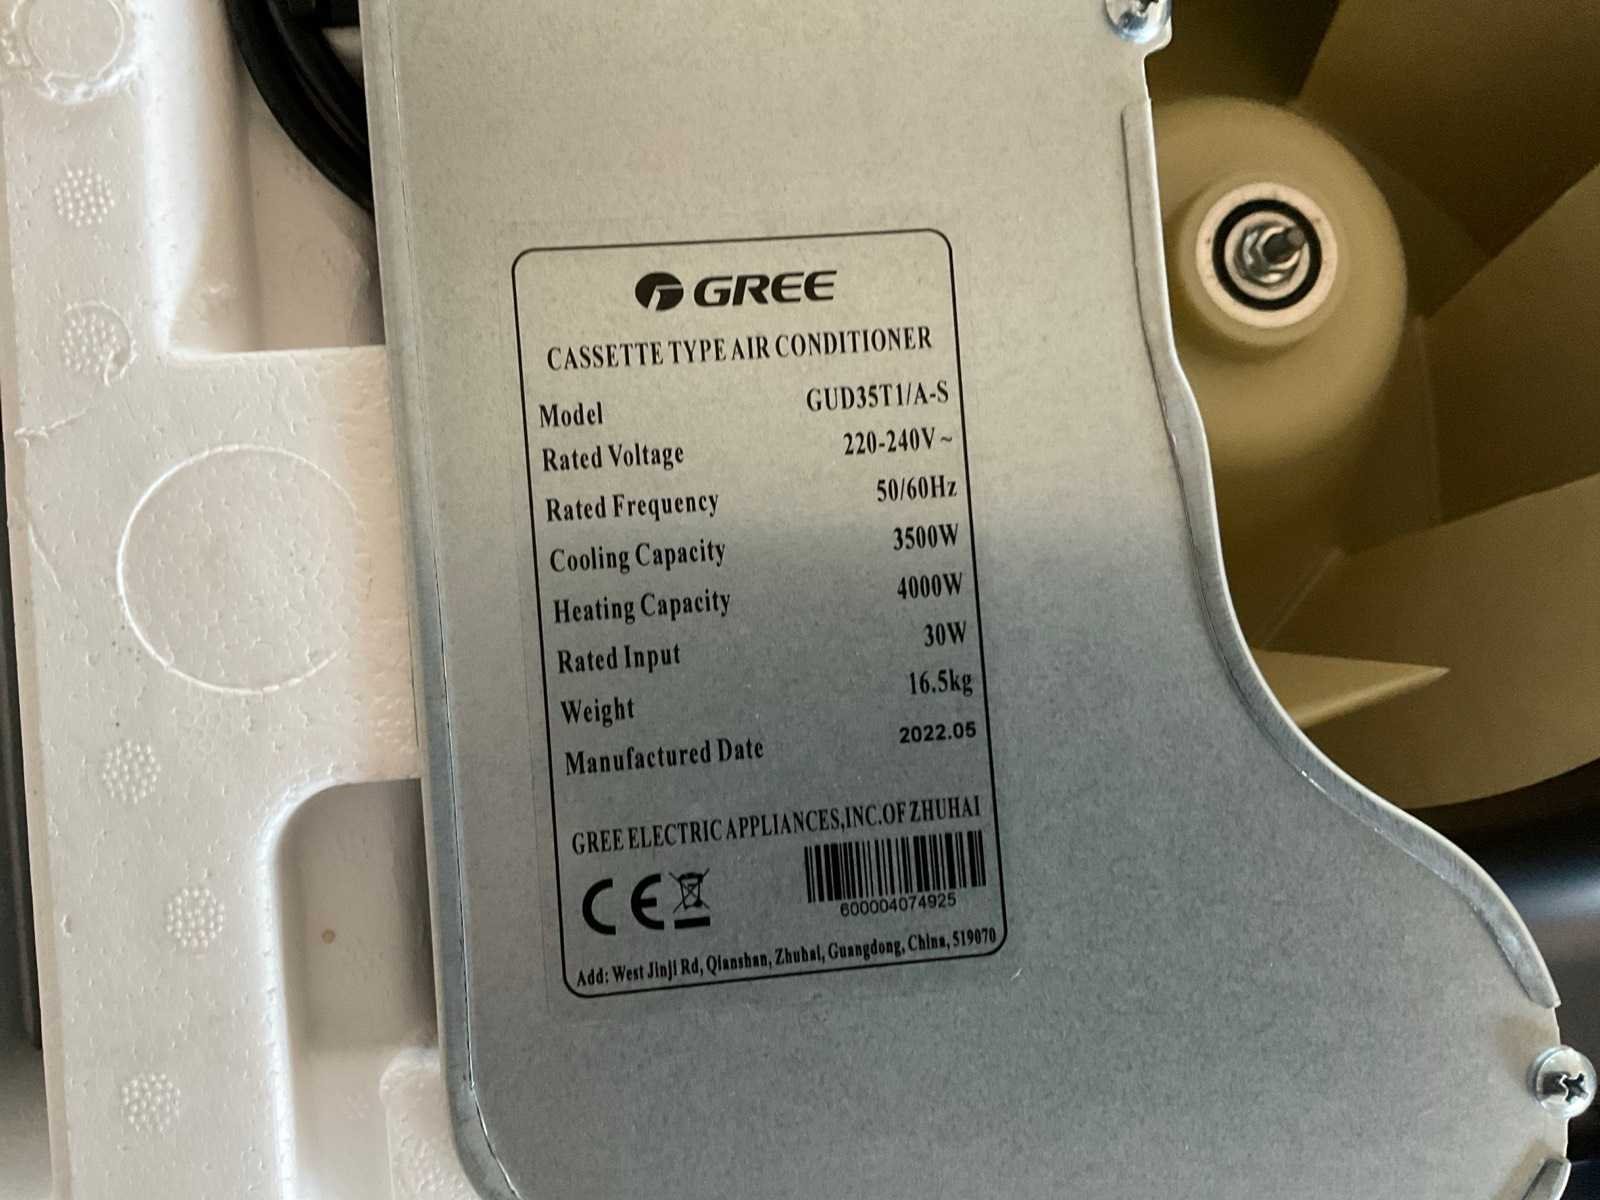 GREE
CASSETTE TYPE AIR CONDITIONER
Model GUD35T1/A-S
Rated Voltage 220-240V~
Rated Frequency 50/60Hz
Cooling Capacity 3500W
Heating Capacity 4000W
Rated Input 30W
Weight 16.5kg
Manufactured Date 2022.05
GREE ELECTRIC APPLIANCES,INC.OF ZHUHAI
CE
600004074925
Add: West Jinji Rd, Qianshan, Zhuhai, Guangdong, China, 519070